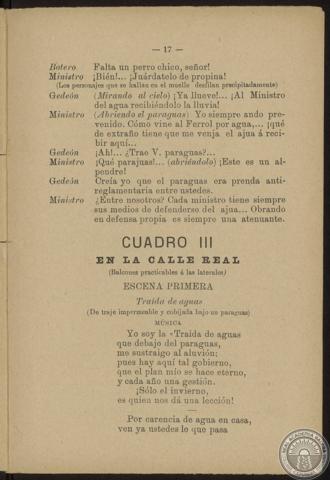 — 17 —
Botero Falta un perro chico, señor!
Ministro ¡Bién!... ¡Juárdatelo de propina!
(Los personajes que se hallan en el muelle desfilan precipitadamente)
Gedeón (Mirando al cielo) ¡Ya llueve!... ¡Al Ministro
del agua recibiéndolo la lluvia!
Ministro (Abriendo el paraguas) Yo siempre ando pre-
venido. Cómo vine al Ferrol por agua,... ¡qué
de extraño tiene que me venja el ajua á reci-
bir aquí...
Gedeón ¡Ah!... ¿Trae V. paraguas?...
Ministro ¡Qué parajuas!... (abriéndolo) ¡Este es un al-
pendre!
Gedeón Creía yo que el paraguas era prenda anti-
reglamentaria entre ustedes.
Ministro ¿Entre nosotros? Cada ministro tiene siempre
sus medios de defenderse del ajua... Obrando
en defensa propia es siempre una atenuante.
CUADRO III
EN LA CALLE REAL
(Balcones practicables á las laterales)
ESCENA PRIMERA
Traida de aguas
(De traje impermeable y cobijada bajo un paraguas)
MÚSICA
Yo soy la «Traida de aguas
que debajo del paraguas,
me sustraigo al aluvión;
pues hay aquí tal gobierno,
que el plan mío se hace eterno,
y cada año una gestión.
¡Sólo el invierno,
es quien nos dá una lección!
Por carencia de agua en casa,
ven ya ustedes lo que pasa